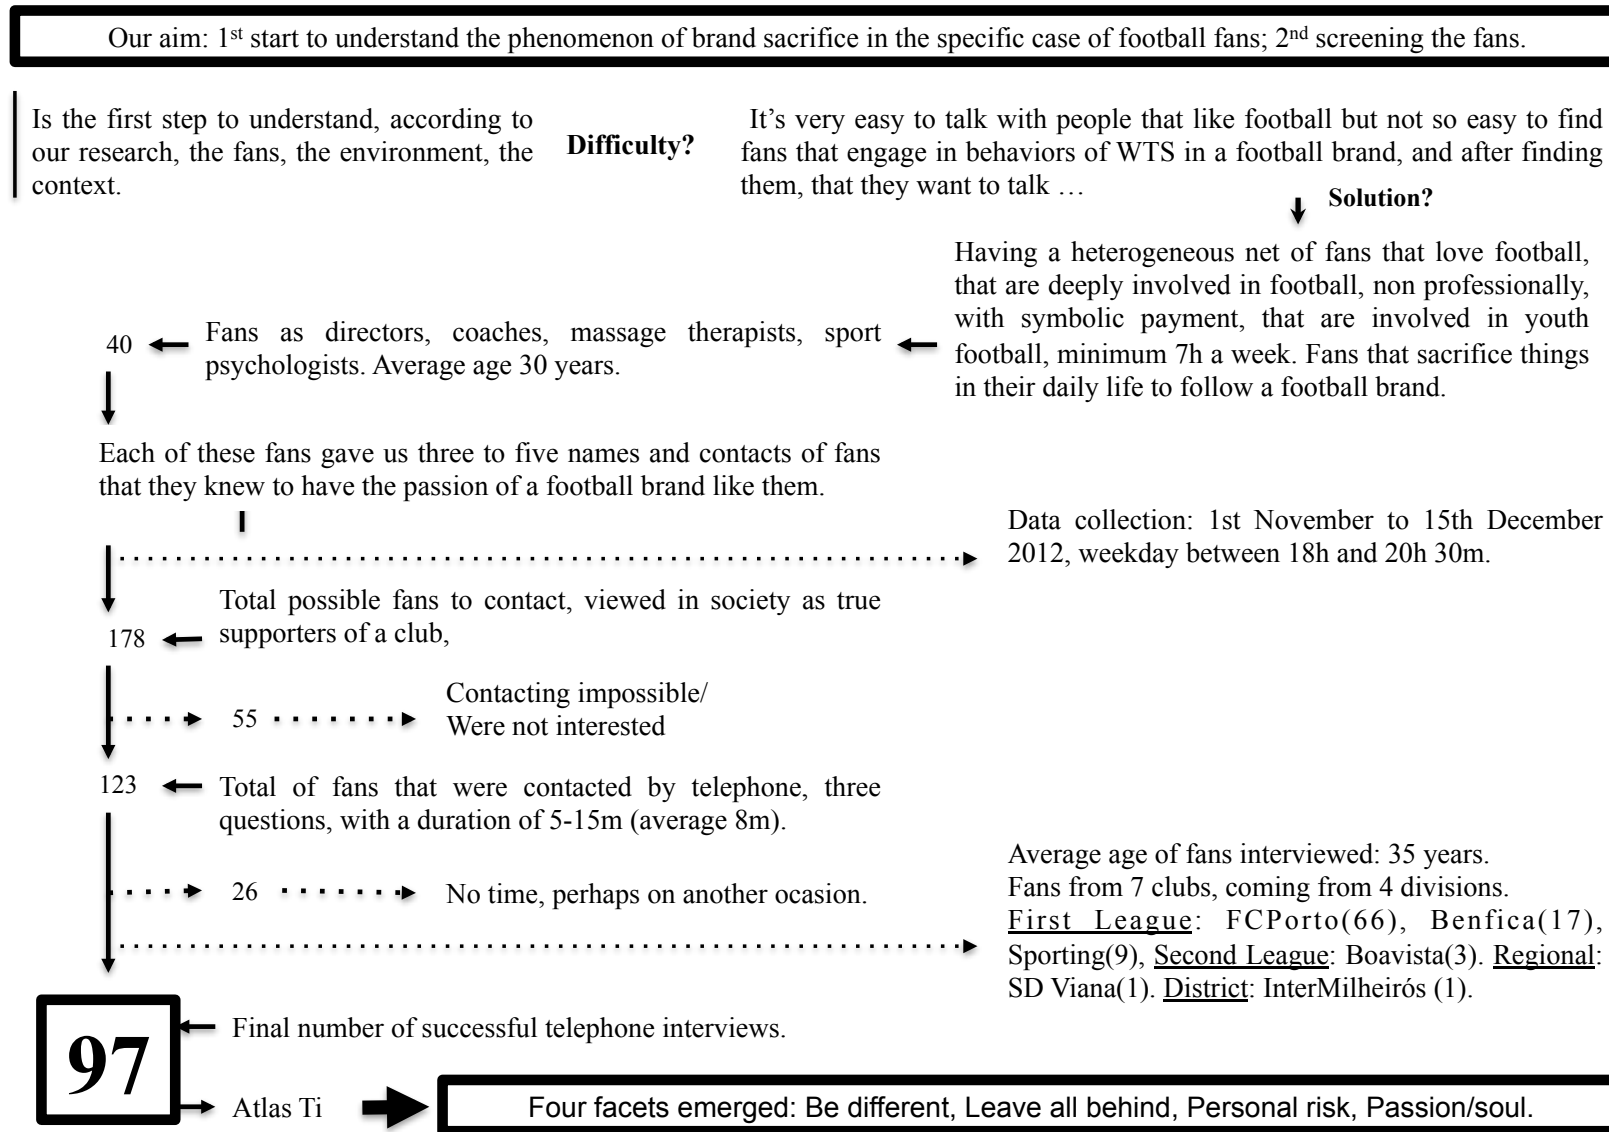 Our aim: 1st start to understand the phenomenon of brand sacrifice in the specific case of football fans; 2nd screening the fans.
Is the first step to understand, according to
our research, the fans, the environment, the
context.
Difficulty?
It's very easy to talk with people that like football but not so easy to find
fans that engage in behaviors of WTS in a football brand, and after finding
them, that they want to talk …
Solution?
Having a heterogeneous net of fans that love football,
that are deeply involved in football, non professionally,
with symbolic payment, that are involved in youth
football, minimum 7h a week. Fans that sacrifice things
in their daily life to follow a football brand.
40
Fans as directors, coaches, massage therapists, sport
psychologists. Average age 30 years.
Each of these fans gave us three to five names and contacts of fans
that they knew to have the passion of a football brand like them.
Data collection: 1st November to 15th December
2012, weekday between 18h and 20h 30m.
178
Total possible fans to contact, viewed in society as true
supporters of a club,
55
Contacting impossible/
Were not interested
123
Total of fans that were contacted by telephone, three
questions, with a duration of 5-15m (average 8m).
26
No time, perhaps on another ocasion.
Average age of fans interviewed: 35 years.
Fans from 7 clubs, coming from 4 divisions.
First League: FCPorto(66), Benfica(17),
Sporting(9), Second League: Boavista(3). Regional:
SD Viana(1). District: InterMilheirós (1).
97
Final number of successful telephone interviews.
Atlas Ti
Four facets emerged: Be different, Leave all behind, Personal risk, Passion/soul.